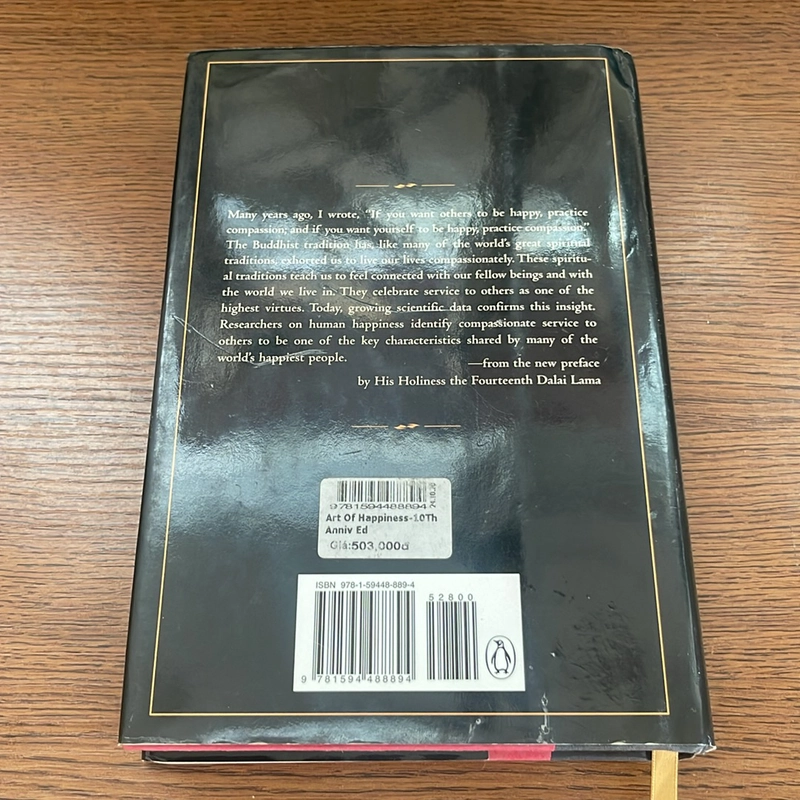 Many years ago, I wrote, "If you want others to be happy, practice
compassion; and if you want yourself to be happy, practice compassion."
The Buddhist tradition has, like many of the world's great spiritual
traditions, exhorted us to live our lives compassionately. These spiritu-
al traditions teach us to feel connected with our fellow beings and with
the world we live in. They celebrate service to others as one of the
highest virtues. Today, growing scientific data confirms this insight.
Researchers on human happiness identify compassionate service to
others to be one of the key characteristics shared by many of the
world's happiest people.
—from the new preface
by His Holiness the Fourteenth Dalai Lama
9781594488894
24.10.20
Art Of Happiness-10Th
Anniv Ed
Giá:503,000đ
ISBN 978-1-59448-889-4
52800
9 781594 488894